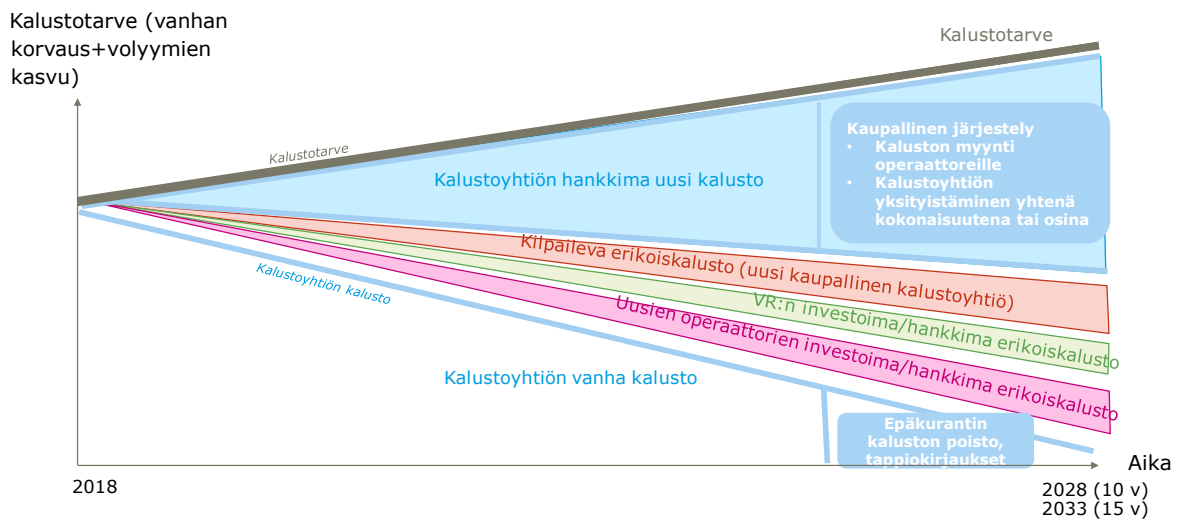 Kalustotarve (vanhan
korvaus+volyymien
kasvu)
Kalustotarve
Kalustotarve
Kaupallinen järjestely
• Kaluston myynti
operaattoreille
• Kalustoyhtiön
yksityistäminen yhtenä
kokonaisuutena tai osina
Kalustoyhtiön hankkima uusi kalusto
Kilpaileva erikoiskalusto (uusi kaupallinen kalustoyhtiö)
VR:n investoima/hankkima erikoiskalusto
Uusien operaattorien investoima/hankkima erikoiskalusto
Kalustoyhtiön kalusto
Kalustoyhtiön vanha kalusto
Epäkurantin
kaluston poisto,
tappiokirjaukset
Aika
2018
2028 (10 v)
2033 (15 v)